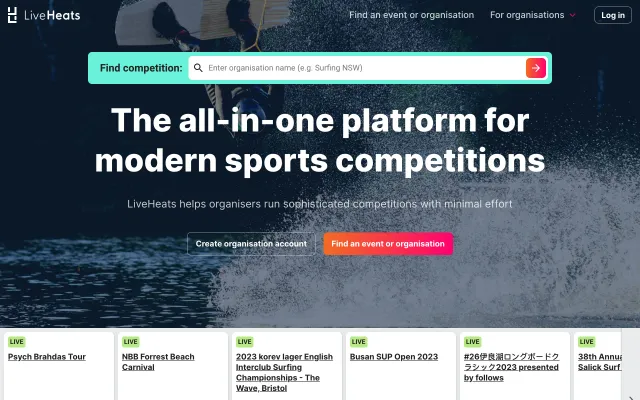 LiveHeats
Find an event or organisation
For organisations
Log in
Find competition:
Enter organisation name (e.g. Surfing NSW)
The all-in-one platform for
modern sports competitions
LiveHeats helps organisers run sophisticated competitions with minimal effort
Create organisation account
Find an event or organisation
LIVE
Psych Brahdas Tour
LIVE
NBB Forrest Beach
Carnival
LIVE
2023 korev lager English
Interclub Surfing
Championships - The
Wave, Bristol
LIVE
Busan SUP Open 2023
LIVE
#26伊良湖ロングボードク
ラシック2023 presented
by follows
LIVE
38th Annua
Salick Surf